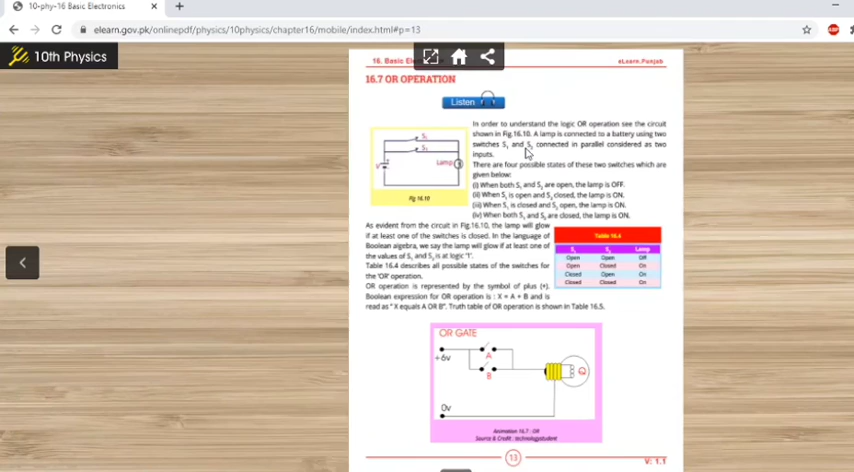 10-phy-16 Basic Electronics
elearn.gov.pk/onlinepdf/physics/10physics/chapter16/mobile/index.html#p=13
ABP
10th Physics
16. Basic
eLearn.Punjab
16.7 OR OPERATION
Listen
In order to understand the logic OR operation see the circuit
shown in Fig.16.10. A lamp is connected to a battery using two
switches S₁ and S₂ connected in parallel considered as two
inputs.
There are four possible states of these two switches which are
given below:
(i) When both S₁ and S₂ are open, the lamp is OFF.
(ii) When S₁ is open and S₂ closed, the lamp is ON.
(iii) When S₁ is closed and S₂ open, the lamp is ON.
(iv) When both S₁ and S₂ are closed, the lamp is ON.
S₁
S₂
V
Lamp
Fig 16.10
As evident from the circuit in Fig.16.10, the lamp will glow
if at least one of the switches is closed. In the language of
Boolean algebra, we say the lamp will glow if at least one of
the values of S₁ and S₂ is at logic '1'.
Table 16.4 describes all possible states of the switches for
the 'OR' operation.
OR operation is represented by the symbol of plus (+).
Boolean expression for OR operation is : X = A + B and is
read as " X equals A OR B". Truth table of OR operation is shown in Table 16.5.
Table 16.4
S₁ S₂ Lamp
Open Open Off
Open Closed On
Closed Open On
Closed Closed On
OR GATE
+6v
A
B
Q
0v
Animation 16.7 : OR
Source & Credit : technologystudent
13
V: 1.1